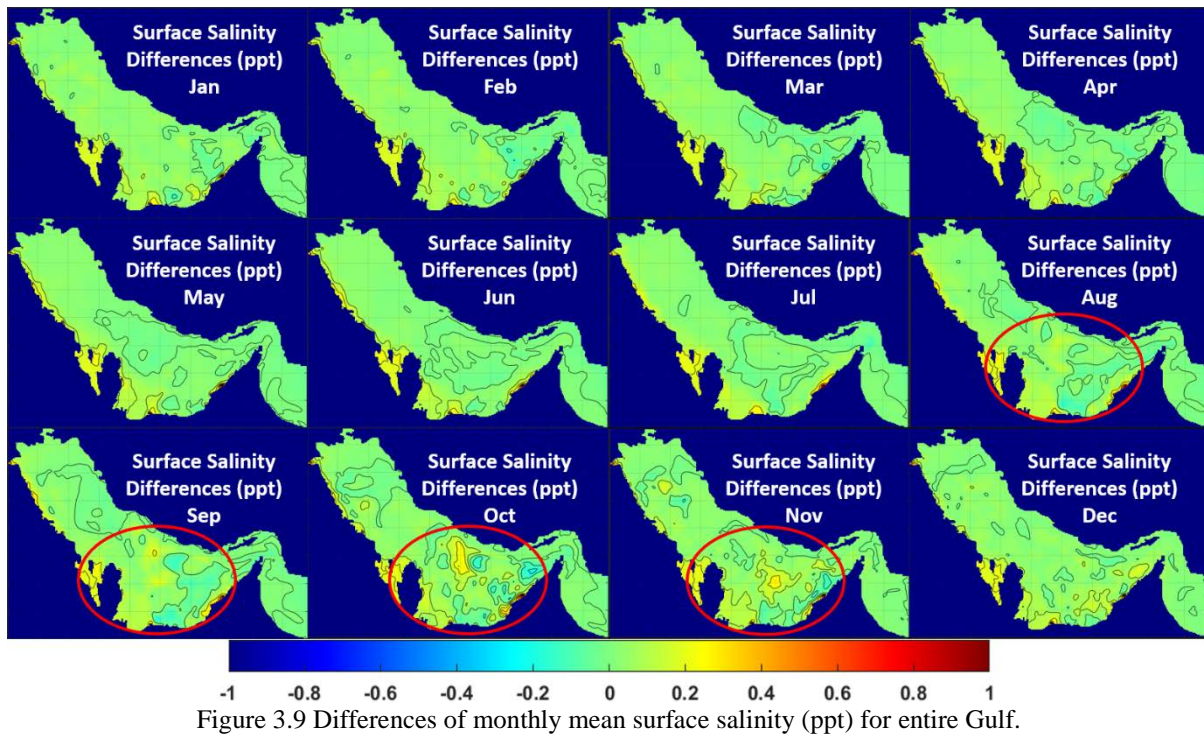 Surface Salinity
Differences (ppt)
Jan
Surface Salinity
Differences (ppt)
Feb
Surface Salinity
Differences (ppt)
Mar
Surface Salinity
Differences (ppt)
Apr
Surface Salinity
Differences (ppt)
May
Surface Salinity
Differences (ppt)
Jun
Surface Salinity
Differences (ppt)
Jul
Surface Salinity
Differences (ppt)
Aug
Surface Salinity
Differences (ppt)
Sep
Surface Salinity
Differences (ppt)
Oct
Surface Salinity
Differences (ppt)
Nov
Surface Salinity
Differences (ppt)
Dec
-1 -0.8 -0.6 -0.4 -0.2 0 0.2 0.4 0.6 0.8 1
Figure 3.9 Differences of monthly mean surface salinity (ppt) for entire Gulf.